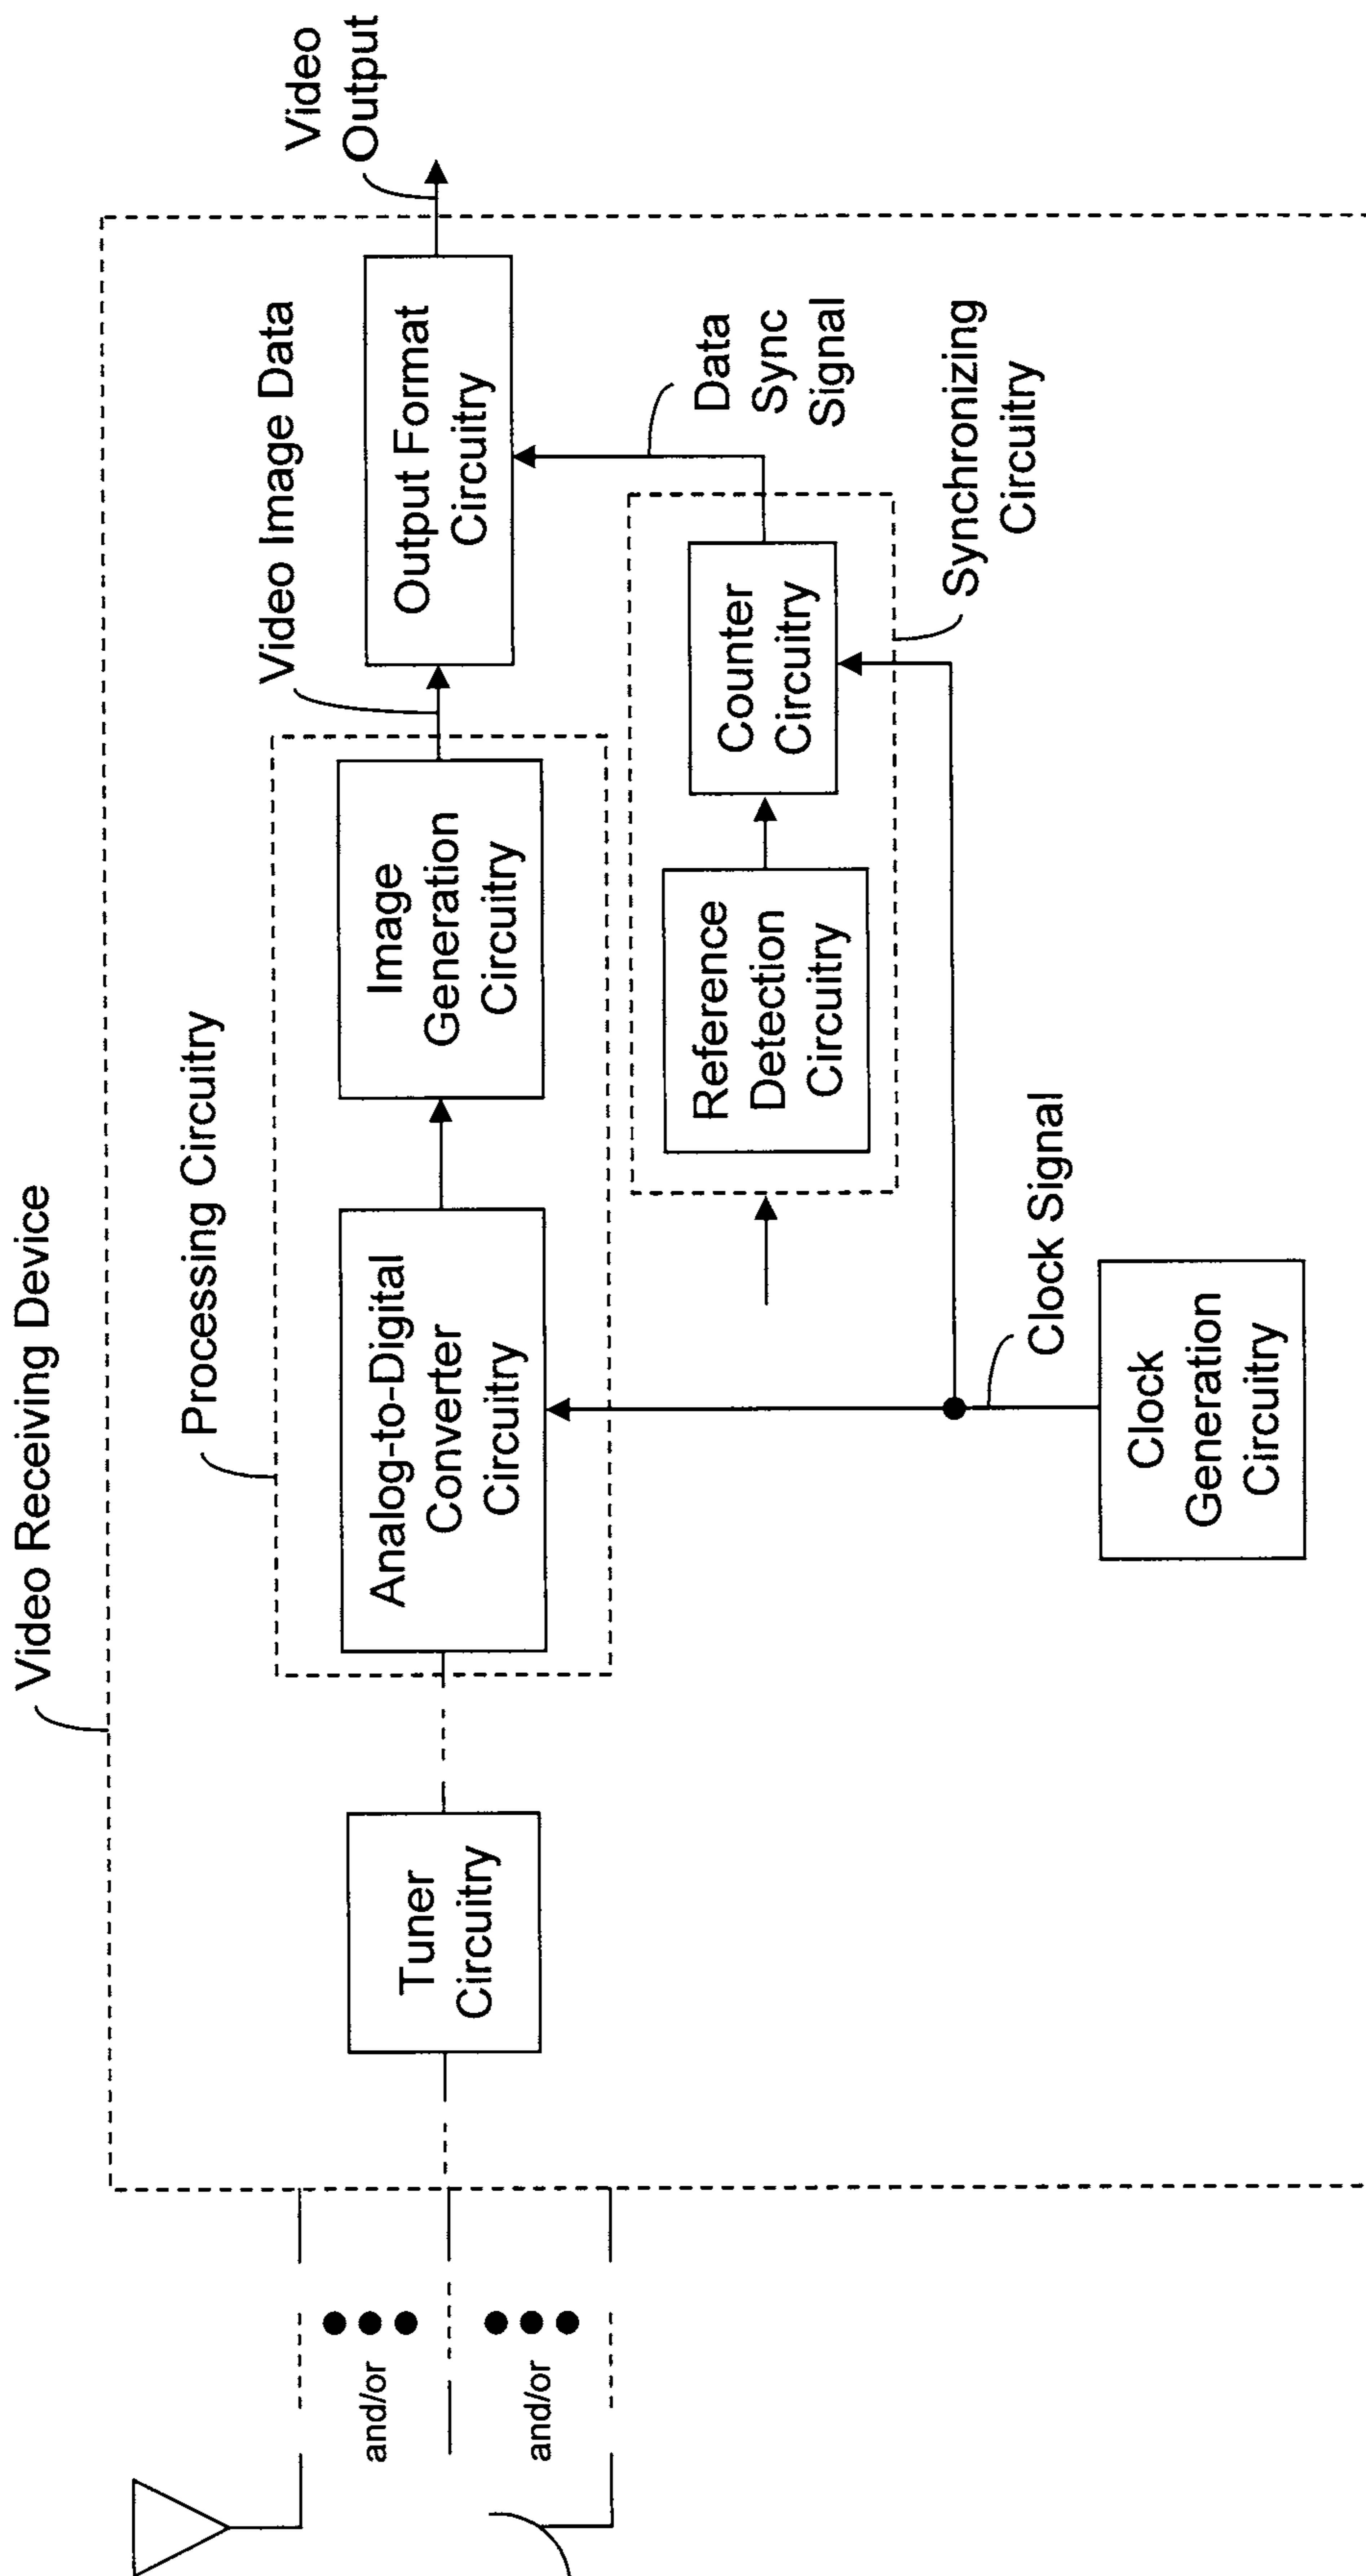 Video Receiving Device
Processing Circuitry
Video Image Data
Video
Output
and/or
and/or
Tuner
Circuitry
Analog-to-Digital
Converter
Circuitry
Image
Generation
Circuitry
Output Format
Circuitry
Reference
Detection
Circuitry
Counter
Circuitry
Data
Sync
Signal
Synchronizing
Circuitry
Clock Signal
Clock
Generation
Circuitry